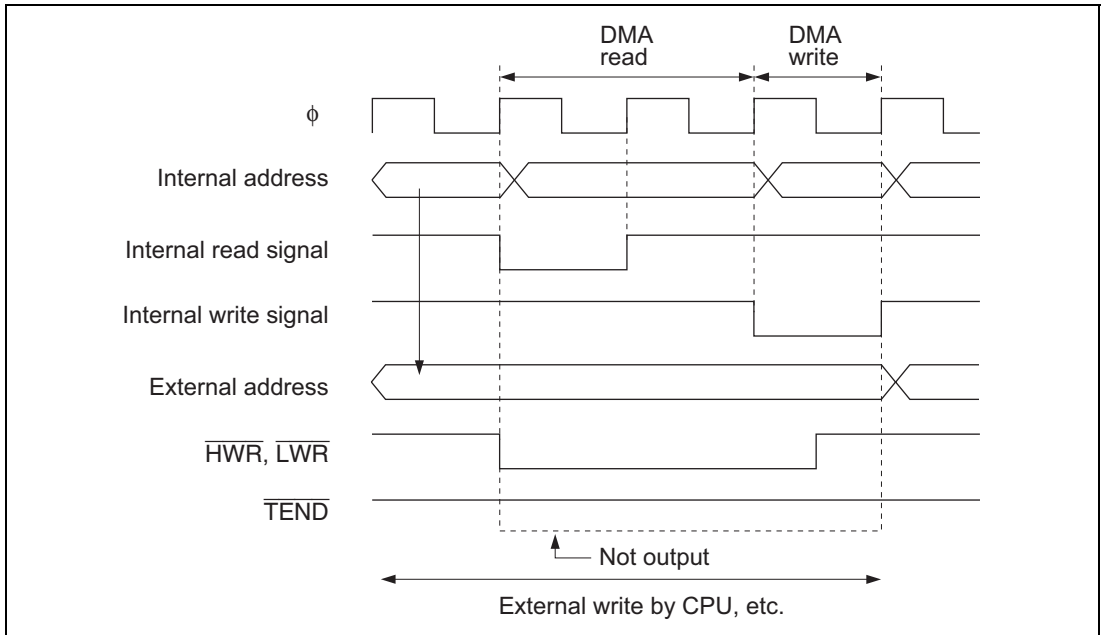 DMA
read
DMA
write
ϕ
Internal address
Internal read signal
Internal write signal
External address
HWR, LWR
TEND
Not output
External write by CPU, etc.